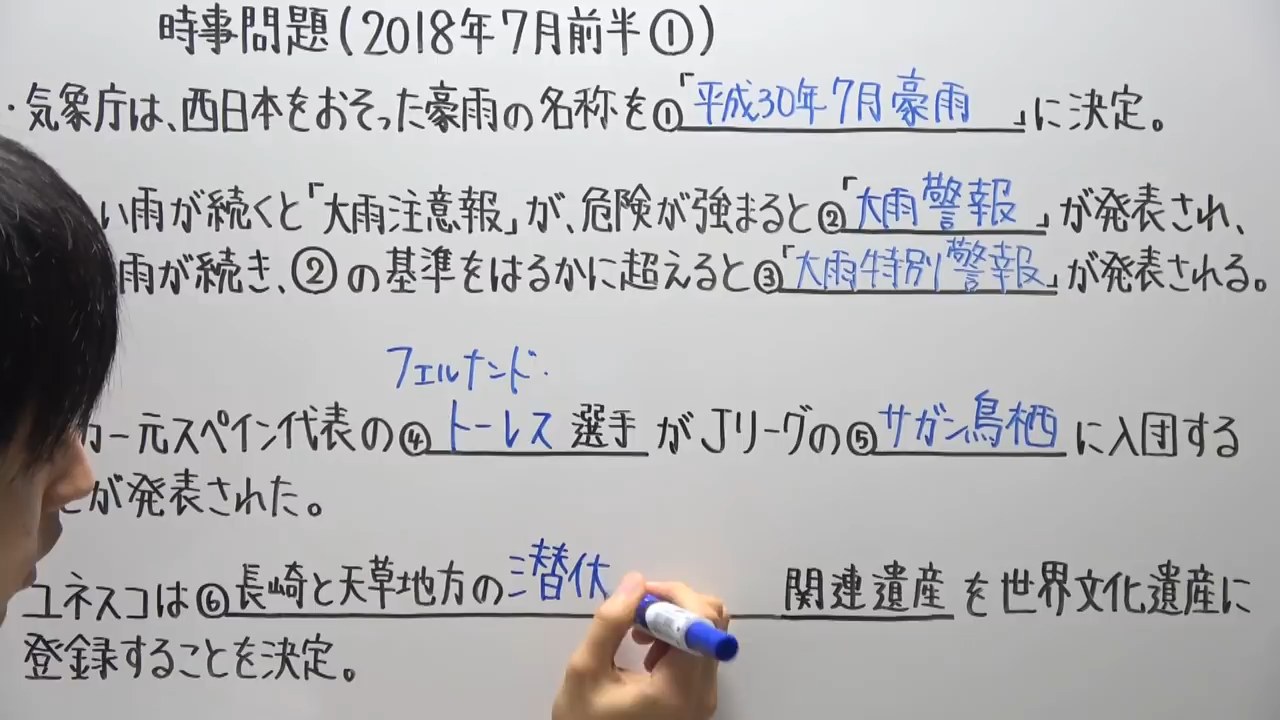 時事問題(2018年7月前半①)
・気象庁は、西日本をおそった豪雨の名称を①「平成30年7月豪雨」に決定。
い雨が続くと「大雨注意報」が、危険が強まると②「大雨警報」が発表され、
雨が続き、②の基準をはるかに超えると③「大雨特別警報」が発表される。
フェルナンド・
カー元スペイン代表の④トーレス選手がJリーグの⑤サガン鳥栖に入団する
とが発表された。
ユネスコは⑥長崎と天草地方の潜伏 関連遺産を世界文化遺産に
登録することを決定。